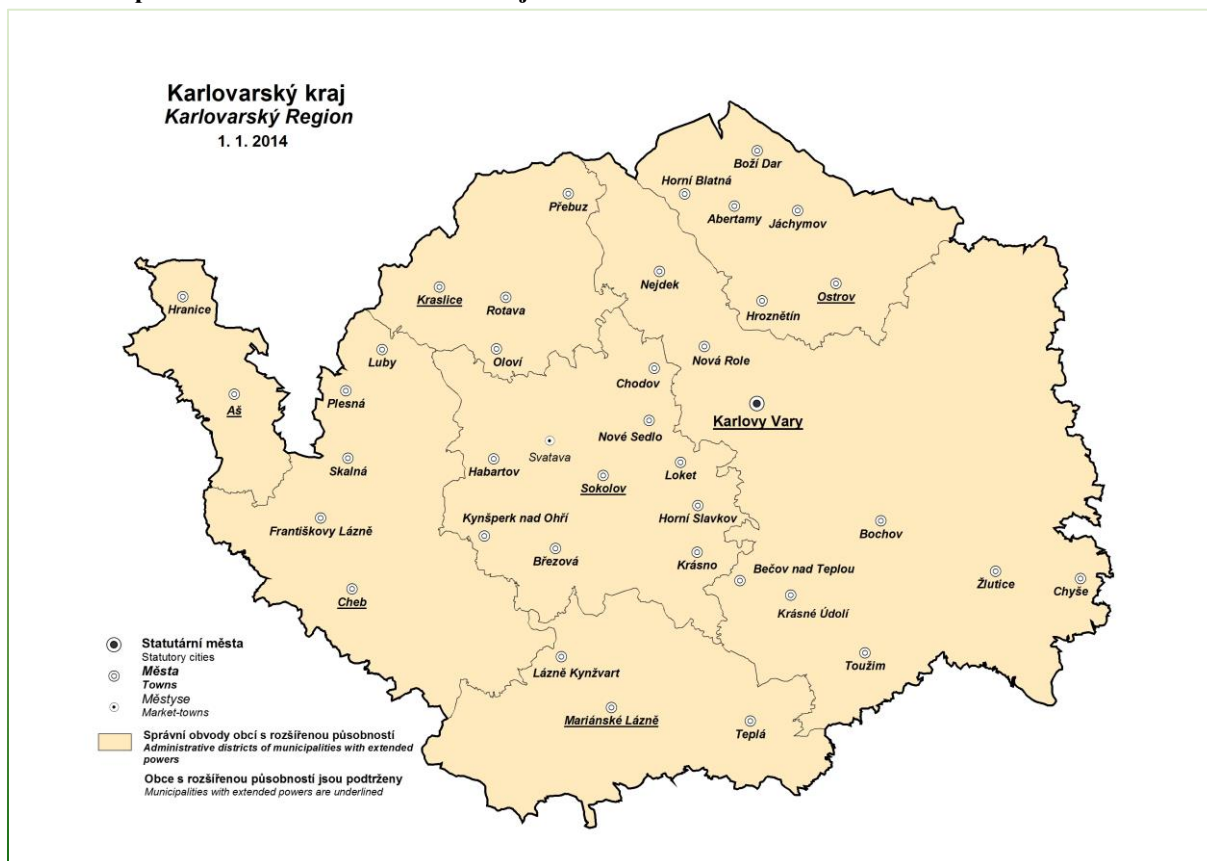 Karlovarský kraj
Karlovarský Region
1. 1. 2014
Boží Dar
Horní Blatná
Přebuz
Abertamy
Jáchymov
Nejdek
Kraslice
Ostrov
Hranice
Rotava
Hroznětín
Luby
Oloví
Nová Role
Chodov
Plesná
Aš
Karlovy Vary
Nové Sedlo
Svatava
Skalná
Habartov
Loket
Sokolov
Horní Slavkov
Kynšperk nad Ohří
Františkovy Lázně
Bochov
Březová
Krásno
Bečov nad Teplou
Žlutice
Chyše
Cheb
Krásné Údolí
Statutární města
Statutory cities
Města
Towns
Městyse
Market-towns
Lázně Kynžvart
Toužim
Mariánské Lázně
Teplá
Správní obvody obcí s rozšířenou působností
Administrative districts of municipalities with extended
powers
Obce s rozšířenou působností jsou podtrženy
Municipalities with extended powers are underlined